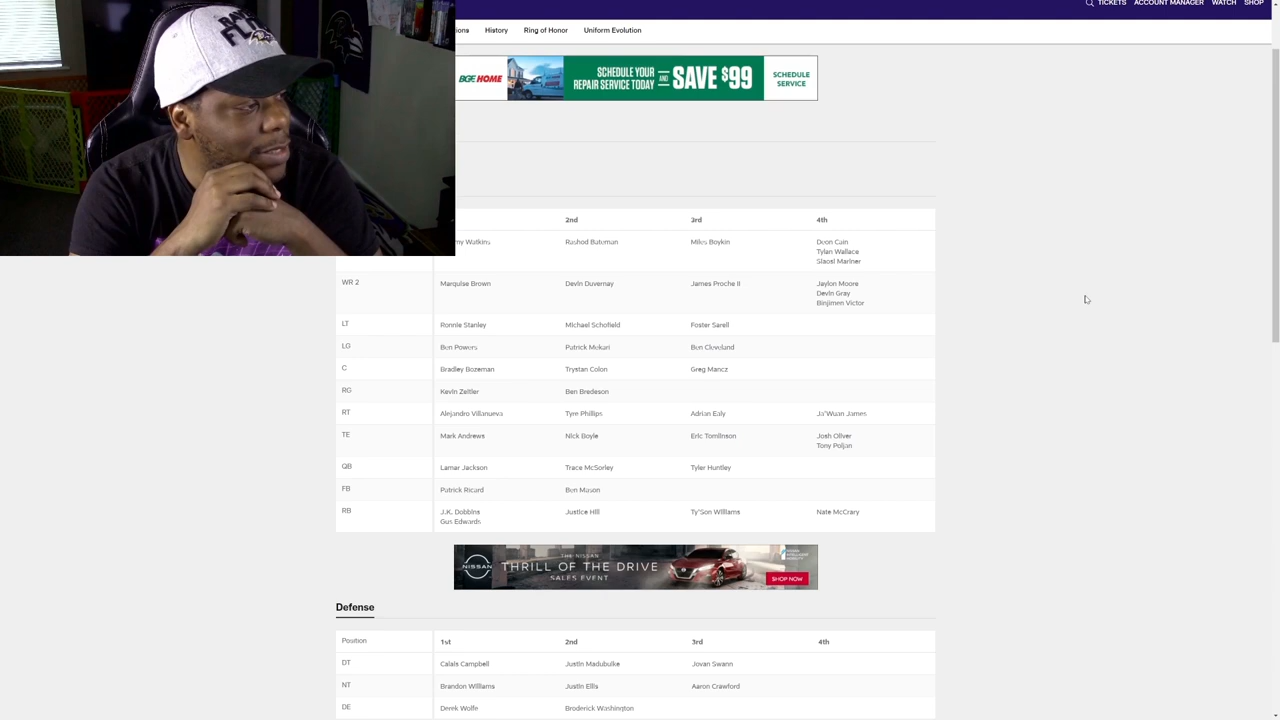 TICKETS ACCOUNT MANAGER WATCH SHOP
ions History Ring of Honor Uniform Evolution
BGE HOME SCHEDULE YOUR REPAIR SERVICE TODAY AND SAVE $99 SCHEDULE SERVICE
2nd 3rd 4th
my Watkins Rashod Bateman Miles Boykin Deon Cain
Tylan Wallace
Siaosi Mariner
WR 2 Marquise Brown Devin Duvernay James Proche II Jaylon Moore
Devin Gray
Binjimen Victor
LT Ronnie Stanley Michael Schofield Foster Sarell
LG Ben Powers Patrick Mekari Ben Cleveland
C Bradley Bozeman Trystan Colon Greg Mancz
RG Kevin Zeitler Ben Bredeson
RT Alejandro Villanueva Tyre Phillips Adrian Ealy Ja'Wuan James
TE Mark Andrews Nick Boyle Eric Tomlinson Josh Oliver
Tony Poljan
QB Lamar Jackson Trace McSorley Tyler Huntley
FB Patrick Ricard Ben Mason
RB J.K. Dobbins Justice Hill Ty'Son Williams Nate McCrary
Gus Edwards
NISSAN THE NISSAN THRILL OF THE DRIVE SALES EVENT SHOP NOW
Defense
Position 1st 2nd 3rd 4th
DT Calais Campbell Justin Madubuike Jovan Swann
NT Brandon Williams Justin Ellis Aaron Crawford
DE Derek Wolfe Broderick Washington